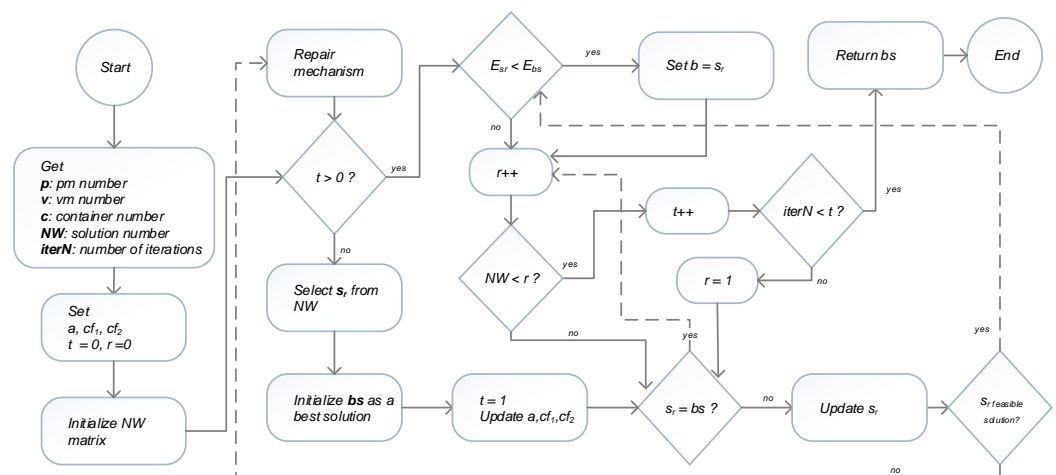 Start
Get
p: pm number
v: vm number
c: container number
NW: solution number
iterN: number of iterations
Set
a, cf₁, cf₂
t = 0, r =0
Initialize NW
matrix
Repair
mechanism
t > 0 ?
yes
no
Select sᵣ from
NW
Initialize bs as a
best solution
t = 1
Update a,cf₁,cf₂
Eₛᵣ < E_bs
yes
no
Set b = sᵣ
r++
NW < r ?
yes
no
t++
iterN < t ?
yes
no
r = 1
Return bs
End
sᵣ = bs ?
yes
no
Update sᵣ
sᵣ feasible
solution?
yes
no